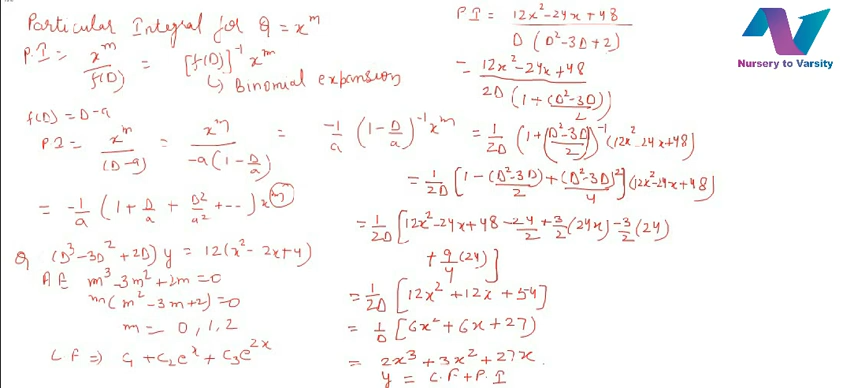 Particular Integral for Q = x^m
P.I = x^m / f(D) = [f(D)]^-1 x^m
↳ Binomial expansion
f(D) = D-a
PI = x^m / (D-a) = x^m / -a(1 - D/a) = -1/a (1 - D/a)^-1 x^m
= -1/a (1 + D/a + D²/a² + ---) x^m
Q (D³-3D²+2D) y = 12(x²-2x+4)
A E m³-3m²+2m=0
m(m²-3m+2)=0
m = 0,1,2
C F => C₁ + C₂e^x + C₃e^2x
P I = 12x²-24x+48 / D (D²-3D+2)
= 12x²-24x+48 / 2D (1 + (D²-3D)/2)
= 1/2D (1 + (D²-3D)/2)^-1 (12x²-24x+48)
= 1/2D [1 - (D²-3D)/2 + (D²-3D)²/4] (12x²-24x+48)
= 1/2D [12x²-24x+48 - 24/2 + 3/2 (24x) - 3/2 (24)
+ 9/4 (24)]
= 1/2D [12x²+12x+54]
= 1/D [6x²+6x+27]
= 2x³+3x²+27x.
y = C.F + P.I
Nursery to Varsity